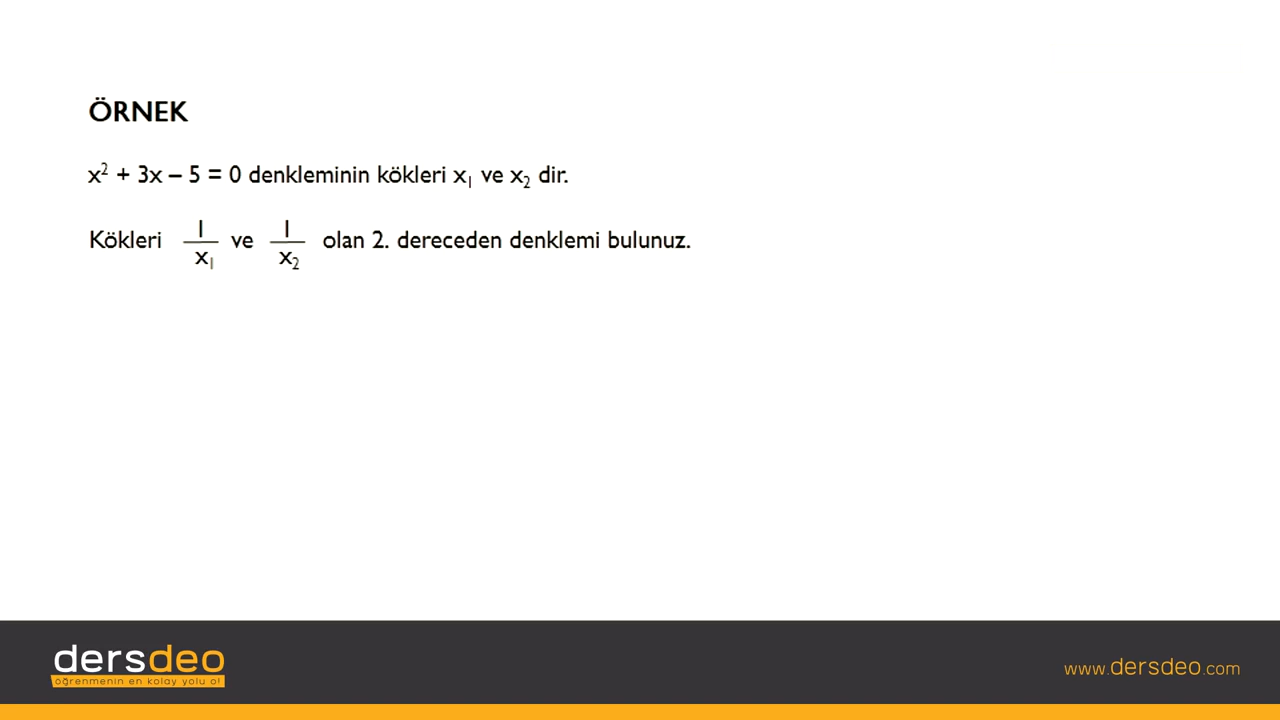 ÖRNEK
x² + 3x – 5 = 0 denkleminin kökleri x₁ ve x₂ dir.
Kökleri 1/x₁ ve 1/x₂ olan 2. dereceden denklemi bulunuz.
dersdeo
öğrenmenin en kolay yolu o!
www.dersdeo.com